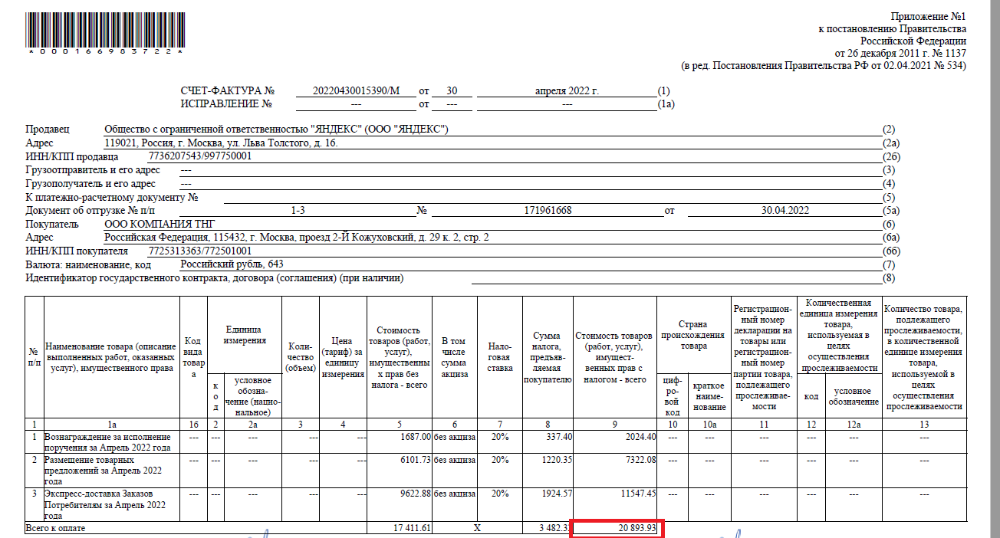 *000166983722*
Приложение №1
к постановлению Правительства
Российской Федерации
от 26 декабря 2011 г. № 1137
(в ред. Постановления Правительства РФ от 02.04.2021 № 534)
СЧЕТ-ФАКТУРА № 20220430015390/М от 30 апреля 2022 г. (1)
ИСПРАВЛЕНИЕ № --- от --- --- (1а)
Продавец Общество с ограниченной ответственностью "ЯНДЕКС" (ООО "ЯНДЕКС") (2)
Адрес 119021, Россия, г. Москва, ул. Льва Толстого, д. 16. (2а)
ИНН/КПП продавца 7736207543/997750001 (2б)
Грузоотправитель и его адрес --- (3)
Грузополучатель и его адрес --- (4)
К платежно-расчетному документу № (5)
Документ об отгрузке № п/п 1-3 № 171961668 от 30.04.2022 (5а)
Покупатель ООО КОМПАНИЯ ТНГ (6)
Адрес Российская Федерация, 115432, г. Москва, проезд 2-Й Кожуховский, д. 29 к. 2, стр. 2 (6а)
ИНН/КПП покупателя 7725313363/772501001 (6б)
Валюта: наименование, код Российский рубль, 643 (7)
Идентификатор государственного контракта, договора (соглашения) (при наличии) (8)
№
п/п
Наименование товара (описание
выполненных работ, оказанных
услуг), имущественного права
Код
вида
товар
а
Единица
измерения
к
о
д
условное
обозна-
чение (нацио-
нальное)
Коли-
чество
(объем)
Цена
(тариф) за
единицу
измерения
Стоимость
товаров (работ,
услуг),
имущественны
х прав без
налога - всего
В том
числе
сумма
акциза
Нало-
говая
ставка
Сумма
налога,
предъяв-
ляемая
покупателю
Стоимость товаров
(работ, услуг),
имущест-
венных прав с
налогом - всего
Страна
происхождения
товара
циф-
ро-
вой
код
краткое
наиме-
нование
Регистрацион-
ный номер
декларации на
товары или
регистрацион-
ный номер
партии товара,
подлежащего
прослеживае-
мости
Количественная
единица измерения
товара,
используемая в
целях
осуществления
прослеживаемости
код
условное
обозначение
Количество товара,
подлежащего
прослеживаемости,
в количественной
единице измерения
товара,
используемой в
целях
осуществления
прослеживаемости
1 1а 1б 2 2а 3 4 5 6 7 8 9 10 10а 11 12 12а 13
1 Вознаграждение за исполнение --- --- --- --- --- 1687.00 без акциза 20% 337.40 2024.40 --- --- --- --- --- ---
поручения за Апрель 2022 года
2 Размещение товарных --- --- --- --- --- 6101.73 без акциза 20% 1220.35 7322.08 --- --- --- --- --- ---
предложений за Апрель 2022
года
3 Экспресс-доставка Заказов --- --- --- --- --- 9622.88 без акциза 20% 1924.57 11547.45 --- --- --- --- --- ---
Потребителям за Апрель 2022
года
Всего к оплате 17 411.61 Х 3 482.3 20 893.93